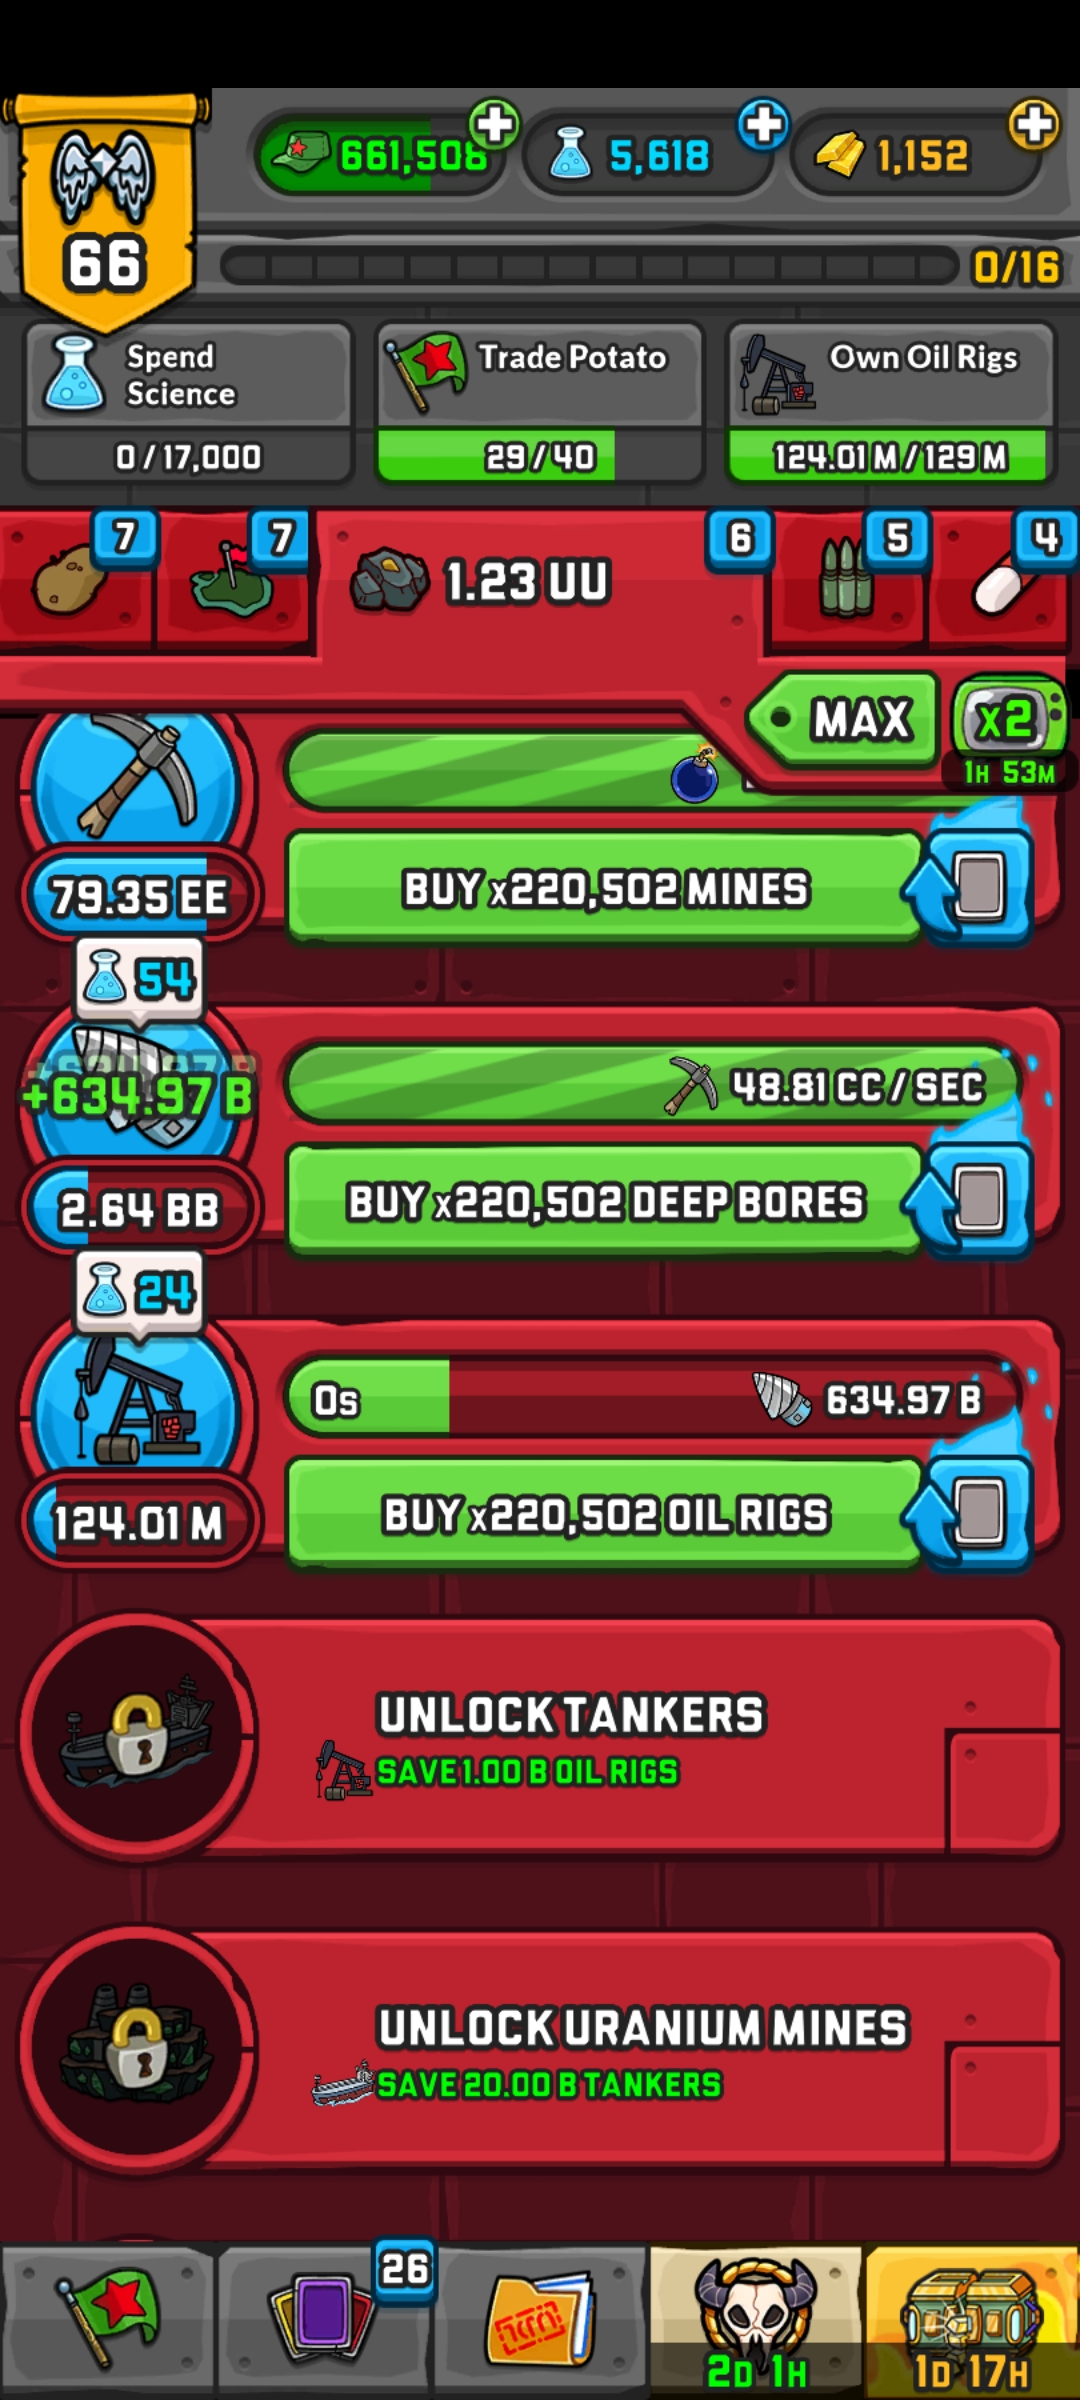 661,508
5,618
1,152
66
0/16
Spend
Science
0/17,000
Trade Potato
29/40
Own Oil Rigs
124.01 M/129 M
7
7
1.23 UU
6
5
4
MAX
x2
1H 53M
79.35 EE
BUY x220,502 MINES
54
+634.97 B
48.81 CC/SEC
2.64 BB
BUY x220,502 DEEP BORES
24
0s
634.97 B
124.01 M
BUY x220,502 OIL RIGS
UNLOCK TANKERS
SAVE 1.00 B OIL RIGS
UNLOCK URANIUM MINES
SAVE 20.00 B TANKERS
26
2D 1H
1D 17H